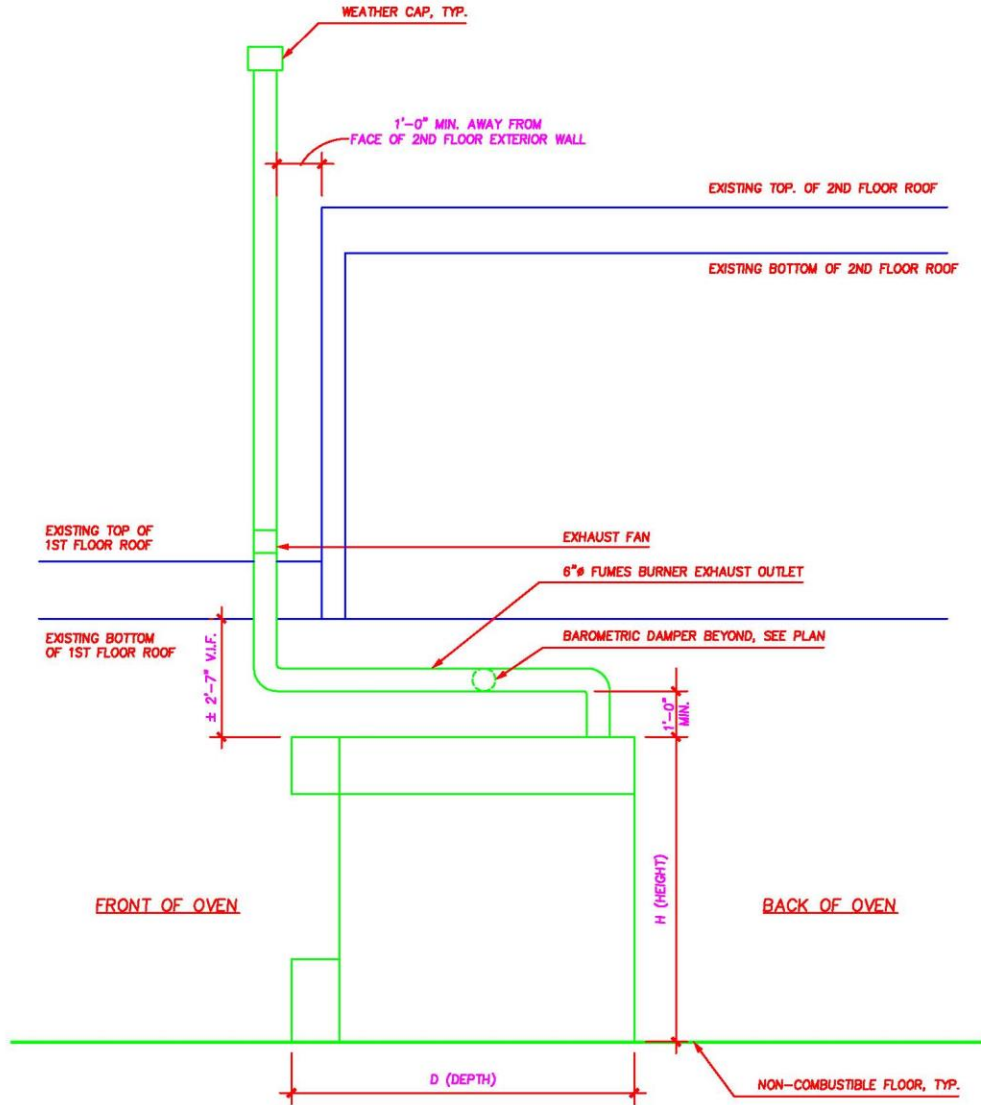 WEATHER CAP, TYP.
1'-0" MIN. AWAY FROM
FACE OF 2ND FLOOR EXTERIOR WALL
EXISTING TOP. OF 2ND FLOOR ROOF
EXISTING BOTTOM OF 2ND FLOOR ROOF
EXISTING TOP OF
1ST FLOOR ROOF
EXHAUST FAN
6"ø FUMES BURNER EXHAUST OUTLET
EXISTING BOTTOM
OF 1ST FLOOR ROOF
BAROMETRIC DAMPER BEYOND, SEE PLAN
± 2'-7" V.I.F.
1'-0"
MIN.
FRONT OF OVEN
H (HEIGHT)
BACK OF OVEN
D (DEPTH)
NON-COMBUSTIBLE FLOOR, TYP.